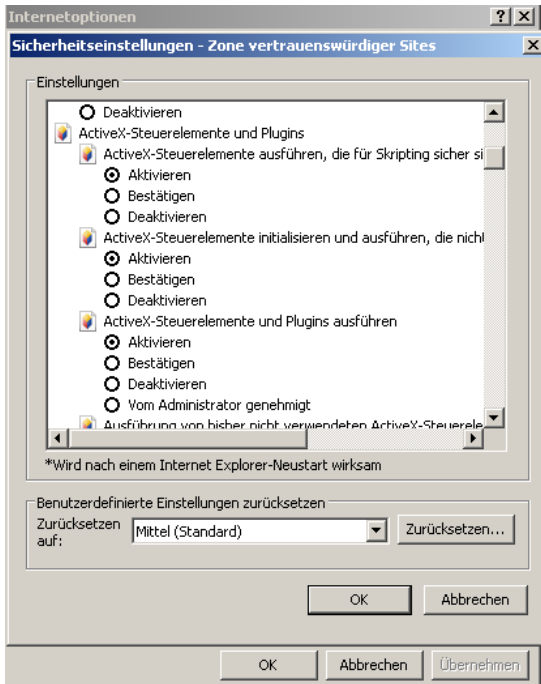 Internetoptionen
Sicherheitseinstellungen - Zone vertrauenswürdiger Sites
Einstellungen
Deaktivieren
ActiveX-Steuerelemente und Plugins
ActiveX-Steuerelemente ausführen, die für Skripting sicher si
Aktivieren
Bestätigen
Deaktivieren
ActiveX-Steuerelemente initialisieren und ausführen, die nicht
Aktivieren
Bestätigen
Deaktivieren
ActiveX-Steuerelemente und Plugins ausführen
Aktivieren
Bestätigen
Deaktivieren
Vom Administrator genehmigt
Ausführung von bisher nicht verwendeten ActiveX-Steuerele
*Wird nach einem Internet Explorer-Neustart wirksam
Benutzerdefinierte Einstellungen zurücksetzen
Zurücksetzen auf:
Mittel (Standard)
Zurücksetzen...
OK
Abbrechen
OK
Abbrechen
Übernehmen